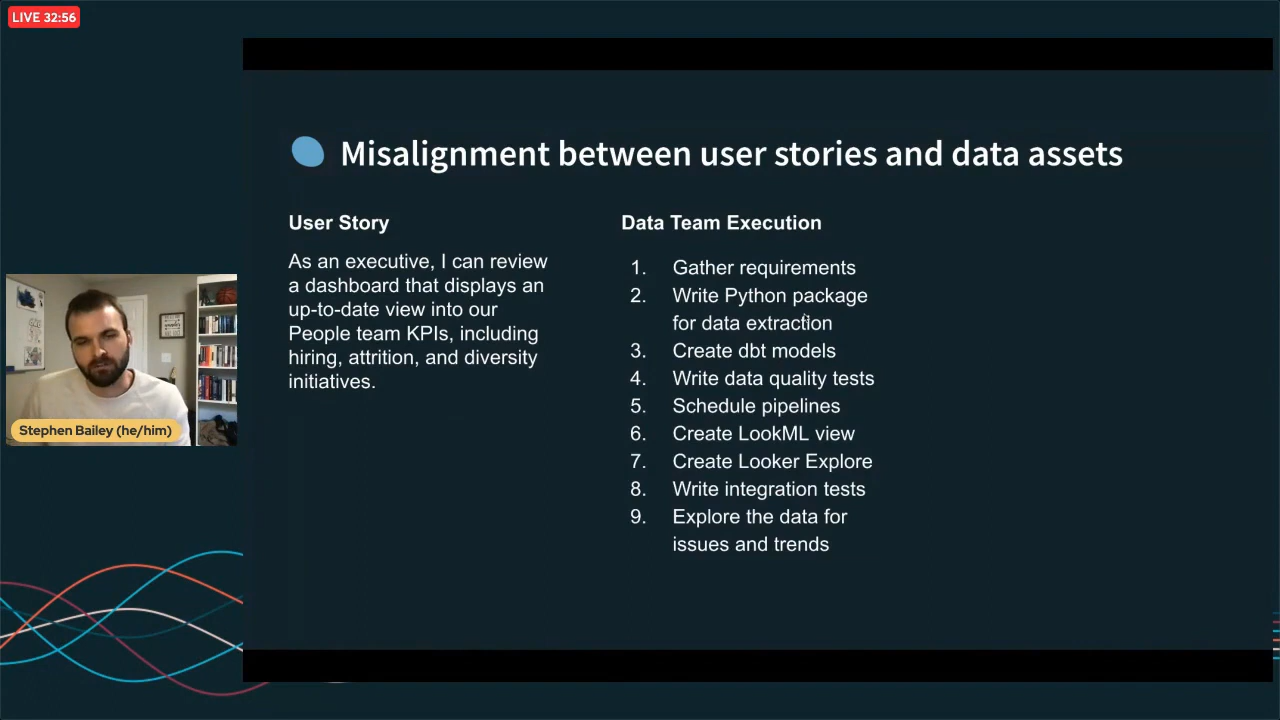 LIVE 32:56
Misalignment between user stories and data assets
User Story
As an executive, I can review
a dashboard that displays an
up-to-date view into our
People team KPIs, including
hiring, attrition, and diversity
initiatives.
Data Team Execution
1. Gather requirements
2. Write Python package
for data extraction
3. Create dbt models
4. Write data quality tests
5. Schedule pipelines
6. Create LookML view
7. Create Looker Explore
8. Write integration tests
9. Explore the data for
issues and trends
Stephen Bailey (he/him)